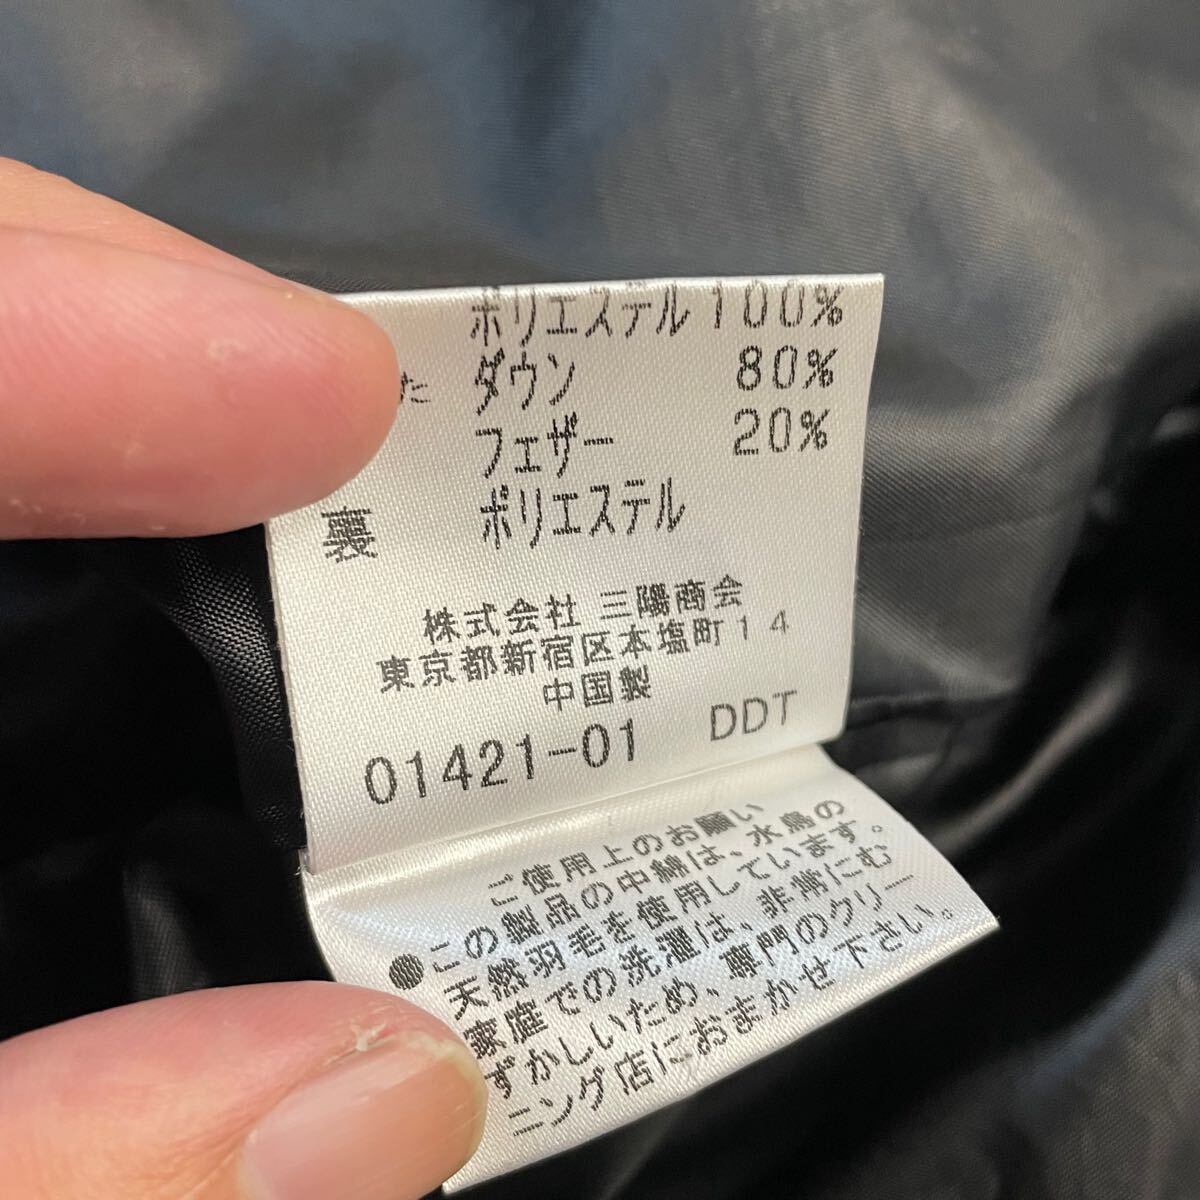 ポリエステル 100%
た ダウン 80%
フェザー 20%
裏 ポリエステル
株式会社 三陽商会
東京都新宿区本塩町14
中国製
01421-01 DDT
ご使用上のお願い
●この製品の中綿は、水鳥の
天然羽毛を使用しています。
家庭での洗濯は、非常にむ
ずかしいため、専門のクリー
ニング店におまかせ下さい。